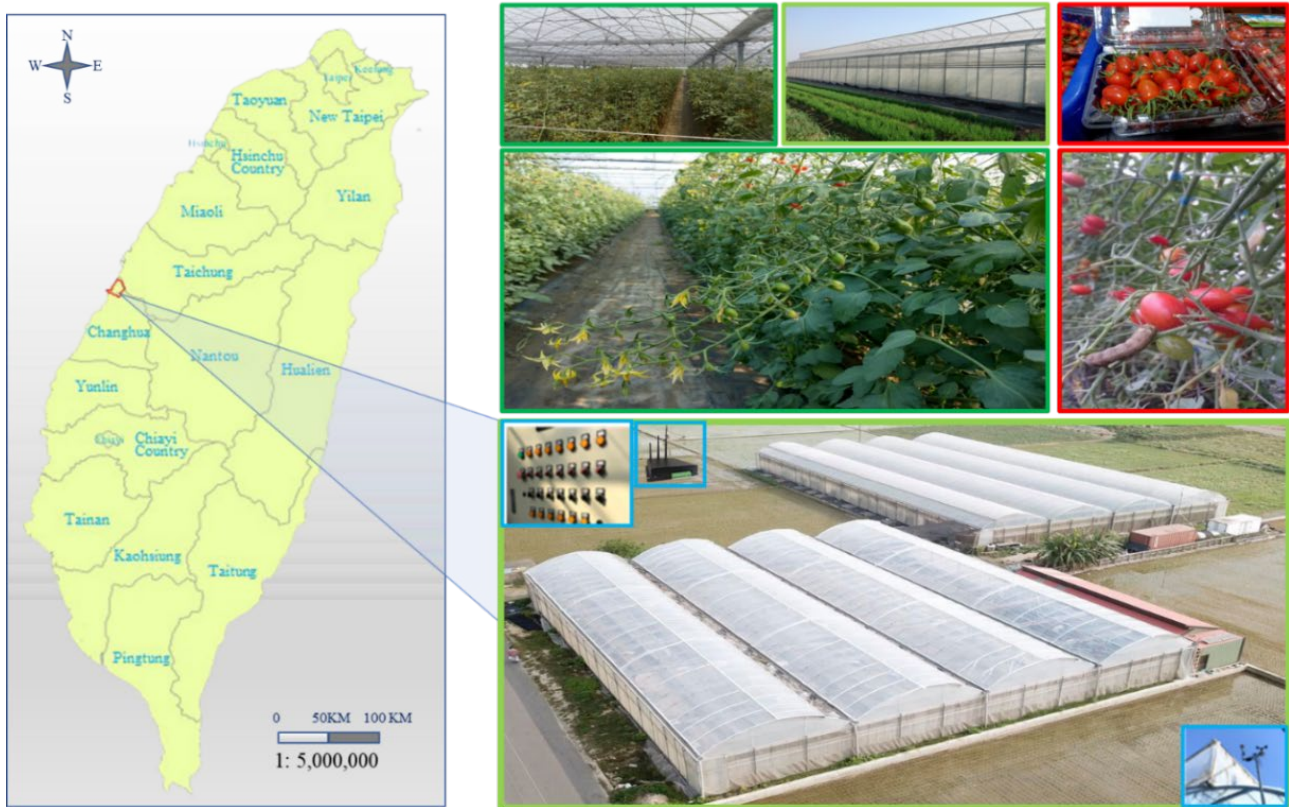 N
W E
S
Keelung
Taipei
Taoyuan
New Taipei
Hsinchu
Hsinchu
Country
Yilan
Miaoli
Taichung
Changhua
Nantou
Hualien
Yunlin
Chiayi
Chiayi
Country
Tainan
Kaohsiung
Taitung
Pingtung
0 50KM 100 KM
1: 5,000,000